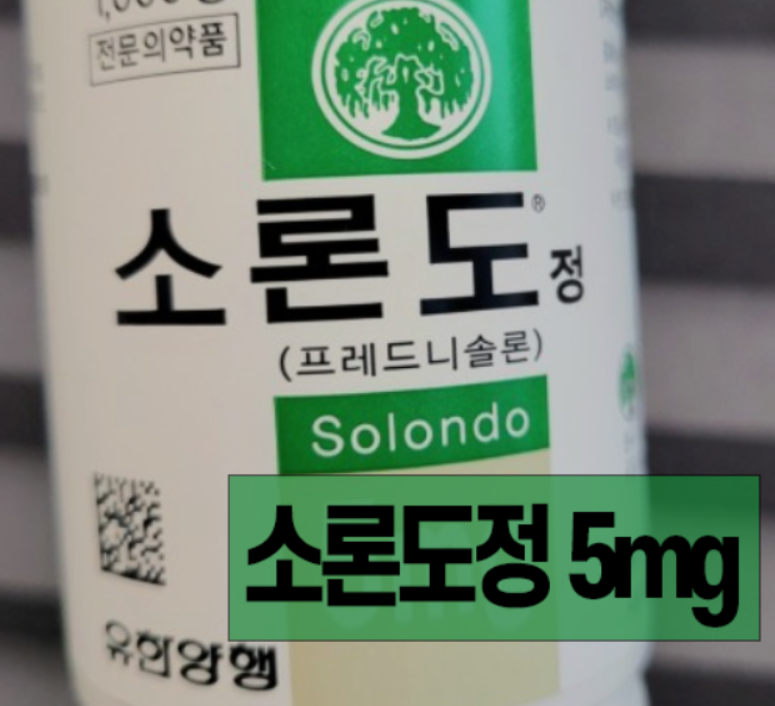 전문의약품
소론도®정
(프레드니솔론)
Solondo
소론도정 5mg
유한양행